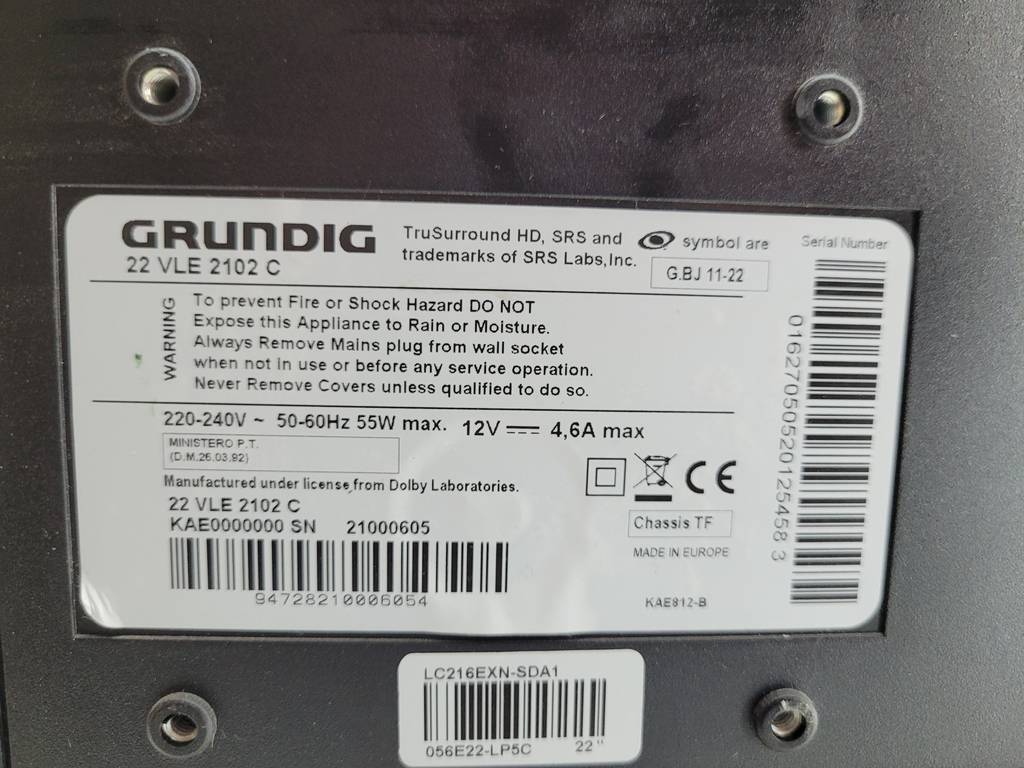 GRUNDIG
22 VLE 2102 C
TruSurround HD, SRS and symbol are
trademarks of SRS Labs,Inc.
G.BJ 11-22
Serial Number
WARNING
To prevent Fire or Shock Hazard DO NOT
Expose this Appliance to Rain or Moisture.
Always Remove Mains plug from wall socket
when not in use or before any service operation.
Never Remove Covers unless qualified to do so.
220-240V ~ 50-60Hz 55W max. 12V 4,6A max
MINISTERO P.T.
(D.M.26.03.92)
Manufactured under license from Dolby Laboratories.
22 VLE 2102 C
KAE0000000 SN 21000605
94728210006054
CE
Chassis TF
MADE IN EUROPE
KAE812-B
01627050520125458 3
LC216EXN-SDA1
056E22-LP5C 22"